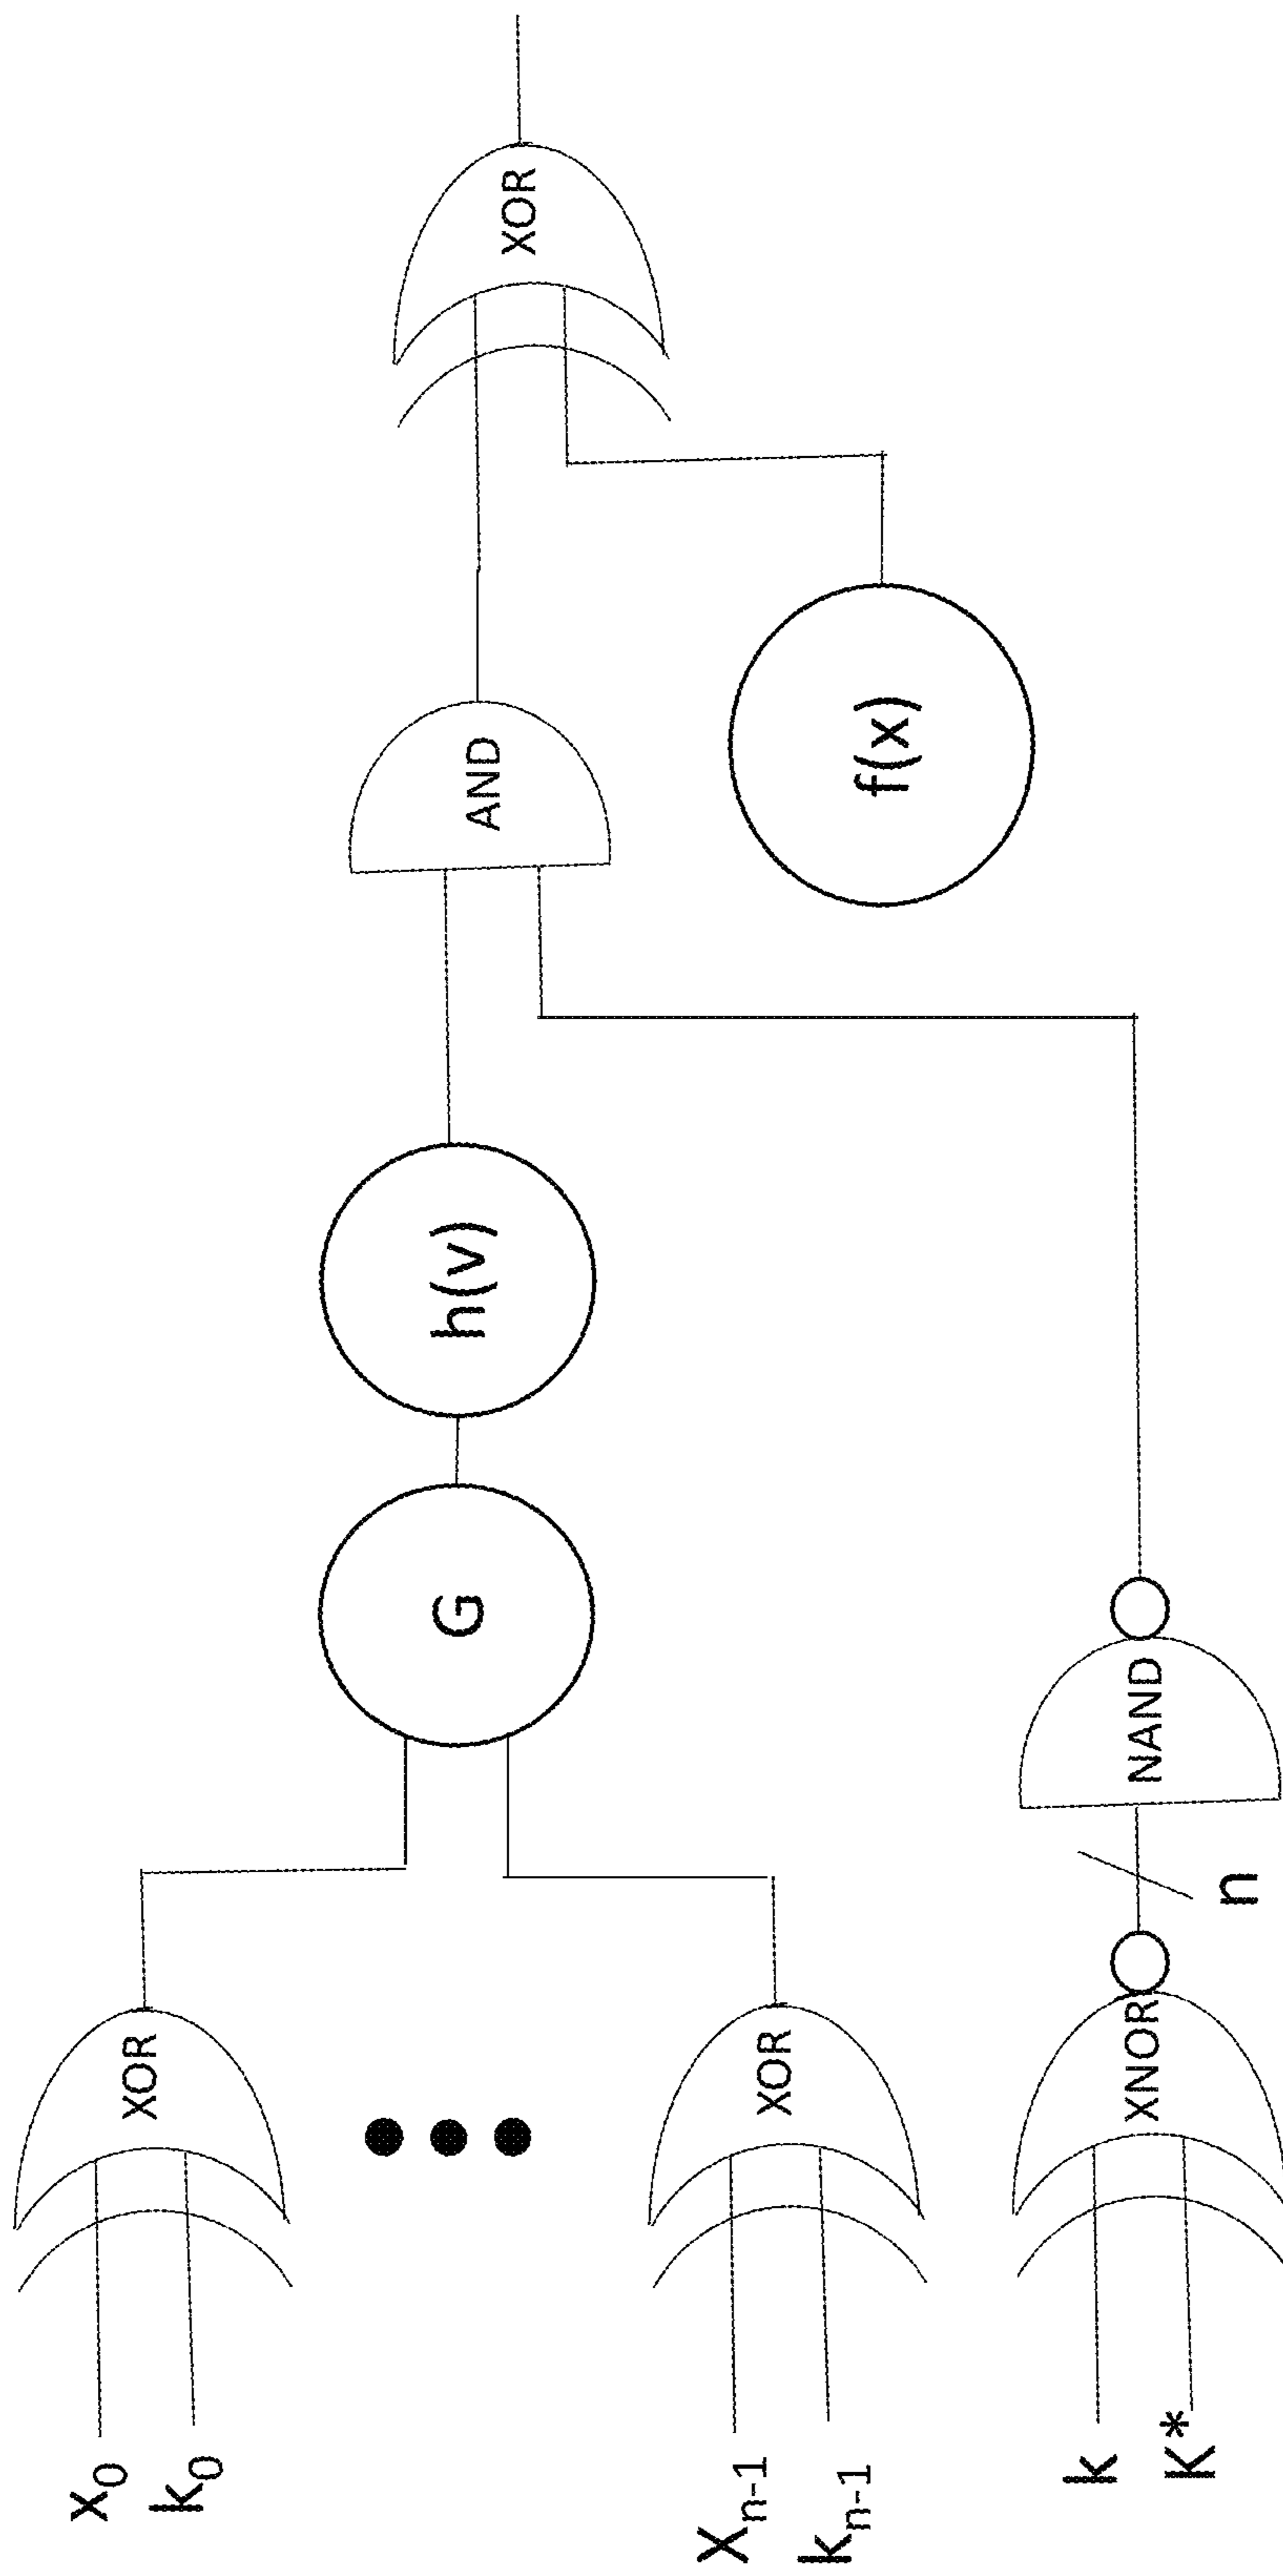 x₀
k₀
XOR
Xₙ₋₁
kₙ₋₁
XOR
k
K*
XNOR
n
NAND
G
h(v)
AND
f(x)
XOR